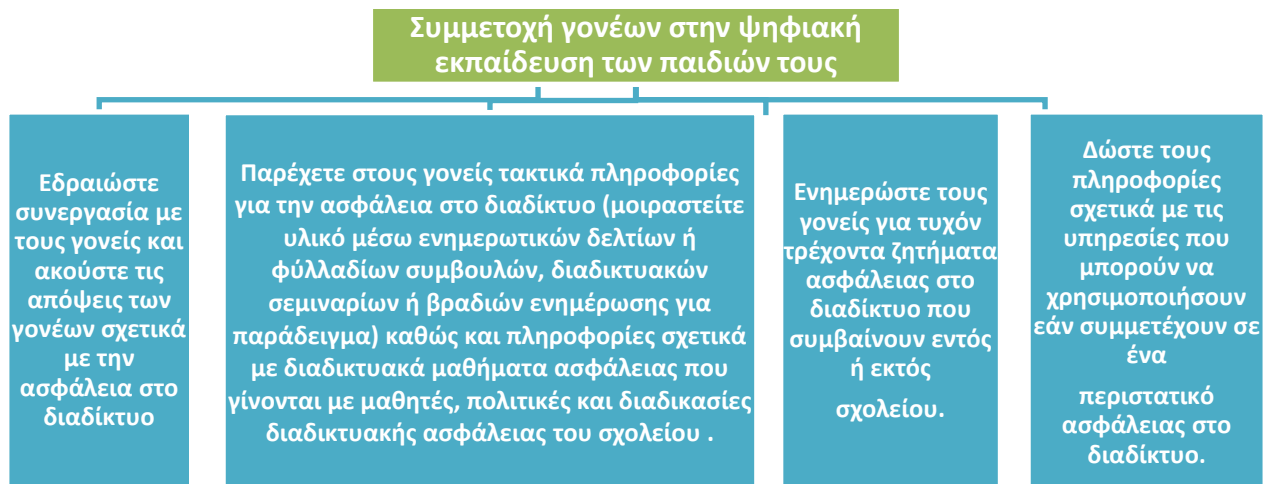 Συμμετοχή γονέων στην ψηφιακή
εκπαίδευση των παιδιών τους
Εδραιώστε
συνεργασία με
τους γονείς και
ακούστε τις
απόψεις των
γονέων σχετικά
με την
ασφάλεια στο
διαδίκτυο
Παρέχετε στους γονείς τακτικά πληροφορίες
για την ασφάλεια στο διαδίκτυο (μοιραστείτε
υλικό μέσω ενημερωτικών δελτίων ή
φύλλαδίων συμβουλών, διαδικτυακών
σεμιναρίων ή βραδιών ενημέρωσης για
παράδειγμα) καθώς και πληροφορίες σχετικά
με διαδικτυακά μαθήματα ασφάλειας που
γίνονται με μαθητές, πολιτικές και διαδικασίες
διαδικτυακής ασφάλειας του σχολείου .
Ενημερώστε τους
γονείς για τυχόν
τρέχοντα ζητήματα
ασφάλειας στο
διαδίκτυο που
συμβαίνουν εντός
ή εκτός
σχολείου.
Δώστε τους
πληροφορίες
σχετικά με τις
υπηρεσίες που
μπορούν να
χρησιμοποιήσουν
εάν συμμετέχουν σε
ένα
περιστατικό
ασφάλειας στο
διαδίκτυο.